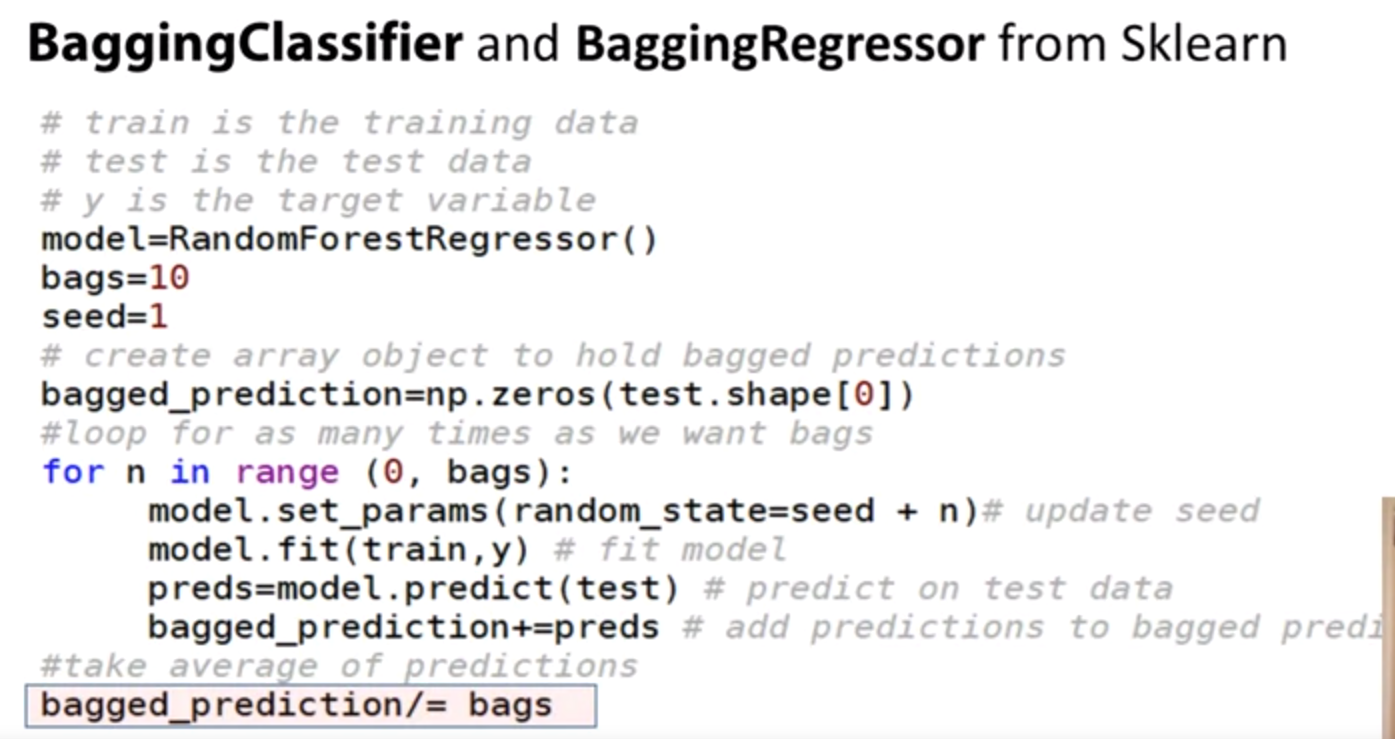 BaggingClassifier and BaggingRegressor from Sklearn
# train is the training data
# test is the test data
# y is the target variable
model=RandomForestRegressor()
bags=10
seed=1
# create array object to hold bagged predictions
bagged_prediction=np.zeros(test.shape[0])
#loop for as many times as we want bags
for n in range (0, bags):
model.set_params(random_state=seed + n)# update seed
model.fit(train,y) # fit model
preds=model.predict(test) # predict on test data
bagged_prediction+=preds # add predictions to bagged predi
#take average of predictions
bagged_prediction/= bags